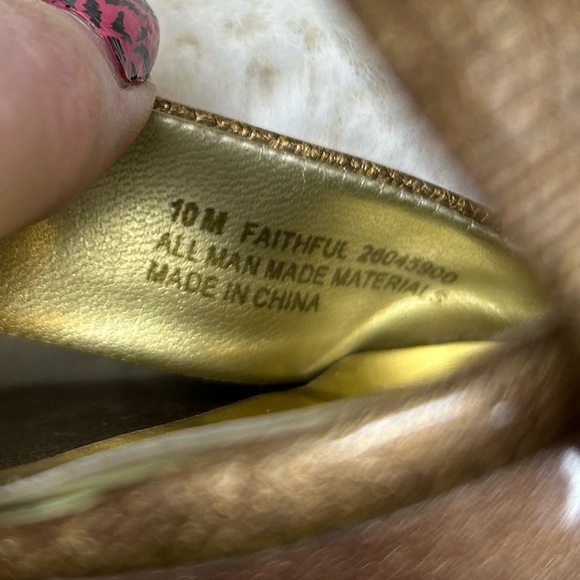 10 M FAITHFUL 26045900
ALL MAN MADE MATERIALS
MADE IN CHINA